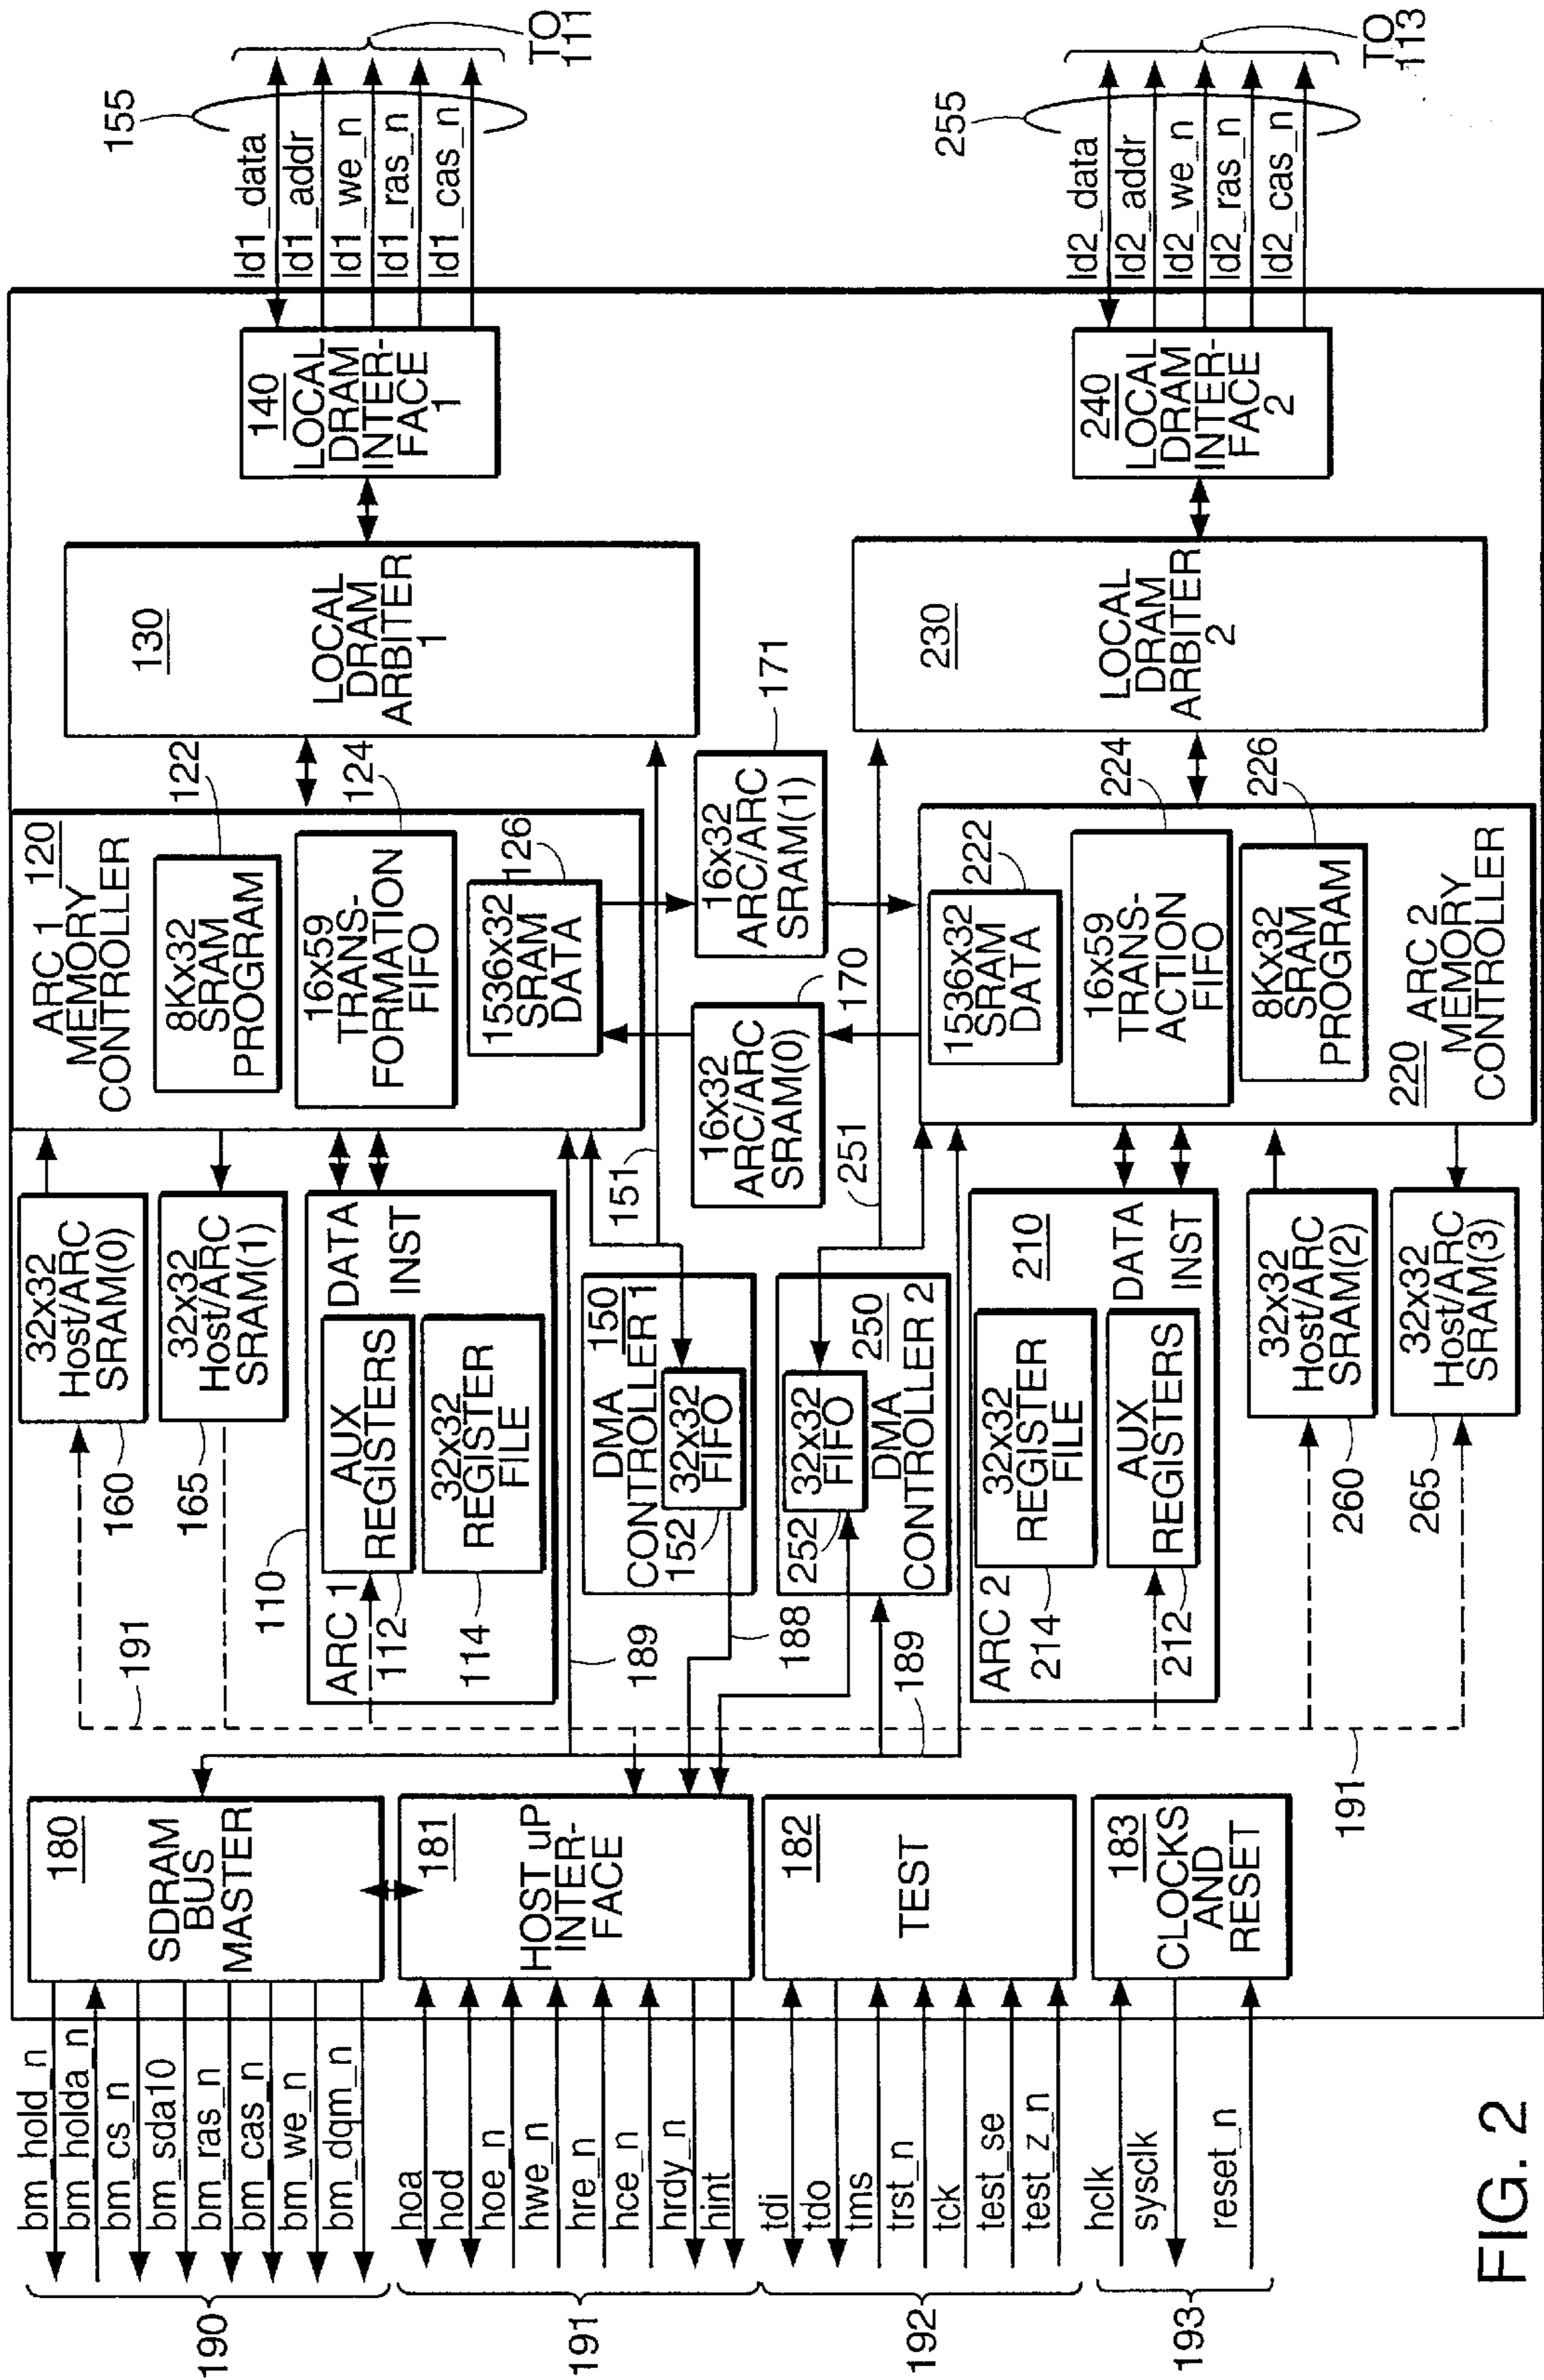 bm_hold_n
bm_holda_n
bm_cs_n
bm_sda10
bm_ras_n
bm_cas_n
bm_we_n
bm_dqm_n
190
hoa
hod
hoe_n
hwe_n
hre_n
hce_n
hrdy_n
hint
191
tdi
tdo
tms
trst_n
tck
test_se
test_z_n
192
hclk
sysclk
reset_n
193
180
SDRAM
BUS
MASTER
181
HOST uP
INTER-
FACE
182
TEST
183
CLOCKS
AND
RESET
191
189
188
189
191
32x32
Host/ARC
SRAM(0)
160
32x32
Host/ARC
SRAM(1)
165
110
ARC 1
AUX
REGISTERS
112
32x32
REGISTER
FILE
114
DATA
INST
DMA
CONTROLLER 1
150
32x32
FIFO
152
32x32
FIFO
252
250
DMA
CONTROLLER 2
ARC 2
210
32x32
REGISTER
FILE
214
AUX
REGISTERS
212
DATA
INST
32x32
Host/ARC
SRAM(2)
260
32x32
Host/ARC
SRAM(3)
265
151
251
ARC 1
MEMORY
CONTROLLER
120
8Kx32
SRAM
PROGRAM
122
16x59
TRANS-
FORMATION
FIFO
124
1536x32
SRAM
DATA
126
16x32
ARC/ARC
SRAM(0)
170
16x32
ARC/ARC
SRAM(1)
171
1536x32
SRAM
DATA
222
16x59
TRANS-
ACTION
FIFO
224
8Kx32
SRAM
PROGRAM
226
220
ARC 2
MEMORY
CONTROLLER
130
LOCAL
DRAM
ARBITER
1
230
LOCAL
DRAM
ARBITER
2
140
LOCAL
DRAM
INTER-
FACE
1
240
LOCAL
DRAM
INTER-
FACE
2
ld1_data
ld1_addr
ld1_we_n
ld1_ras_n
ld1_cas_n
155
TO
111
ld2_data
ld2_addr
ld2_we_n
ld2_ras_n
ld2_cas_n
255
TO
113
FIG. 2